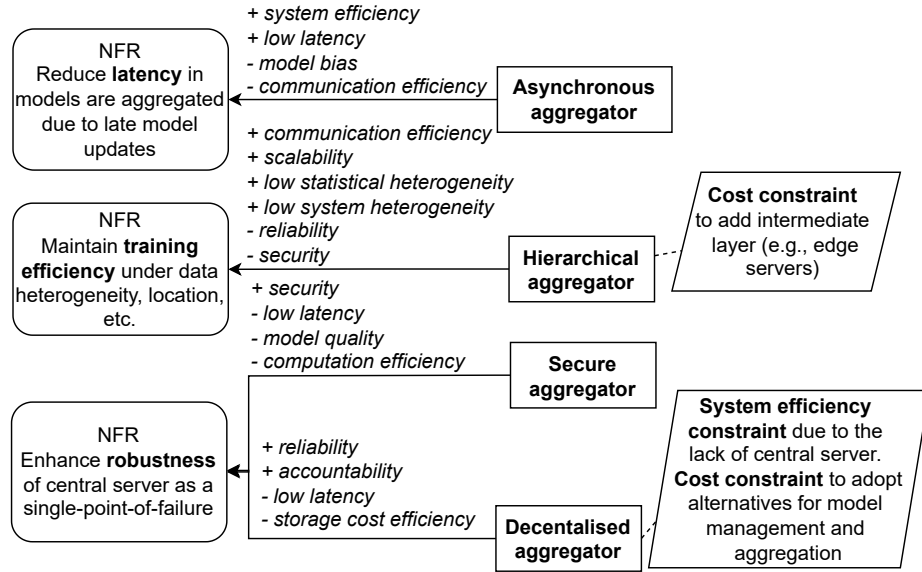 NFR
Reduce latency in
models are aggregated
due to late model
updates
+ system efficiency
+ low latency
- model bias
- communication efficiency
Asynchronous
aggregator
NFR
Maintain training
efficiency under data
heterogeneity, location,
etc.
+ communication efficiency
+ scalability
+ low statistical heterogeneity
+ low system heterogeneity
- reliability
- security
Hierarchical
aggregator
Cost constraint
to add intermediate
layer (e.g., edge
servers)
+ security
- low latency
- model quality
- computation efficiency
Secure
aggregator
NFR
Enhance robustness
of central server as a
single-point-of-failure
+ reliability
+ accountability
- low latency
- storage cost efficiency
Decentalised
aggregator
System efficiency
constraint due to the
lack of central server.
Cost constraint to adopt
alternatives for model
management and
aggregation